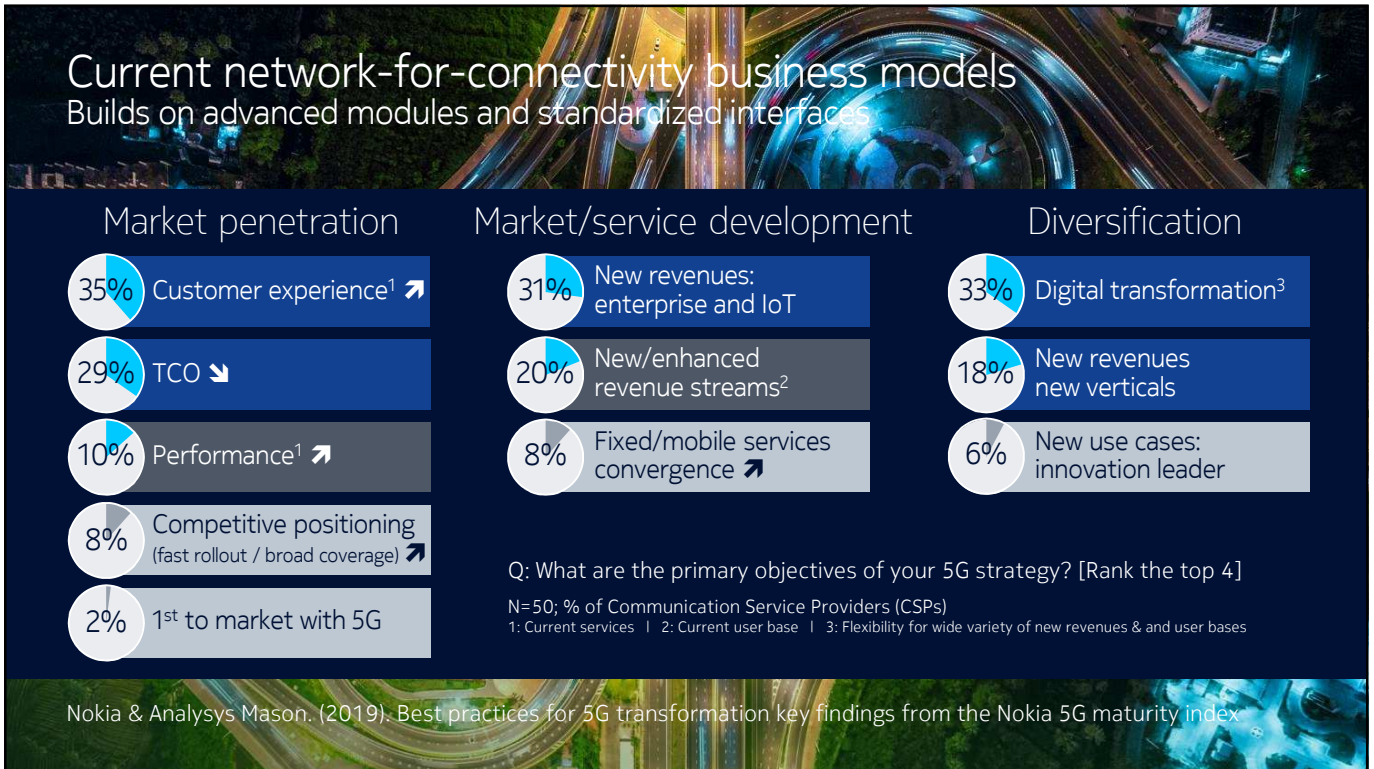 Current network-for-connectivity business models
Builds on advanced modules and standardized interfaces
Market penetration
35% Customer experience¹ ↗
29% TCO ↘
10% Performance¹ ↗
8% Competitive positioning
(fast rollout / broad coverage) ↗
2% 1st to market with 5G
Market/service development
31% New revenues:
enterprise and IoT
20% New/enhanced
revenue streams²
8% Fixed/mobile services
convergence ↗
Diversification
33% Digital transformation³
18% New revenues
new verticals
6% New use cases:
innovation leader
Q: What are the primary objectives of your 5G strategy? [Rank the top 4]
N=50; % of Communication Service Providers (CSPs)
1: Current services | 2: Current user base | 3: Flexibility for wide variety of new revenues & and user bases
Nokia & Analysys Mason. (2019). Best practices for 5G transformation key findings from the Nokia 5G maturity index